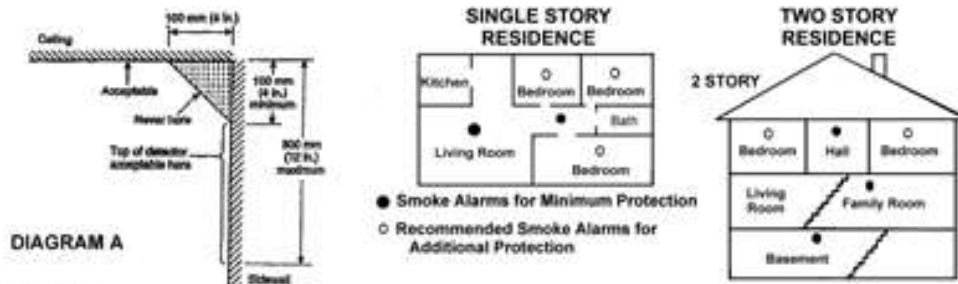 100 mm (4 in.)
Ceiling
Acceptable
Never here
100 mm
(4 in.)
minimum
Top of detector
acceptable here
300 mm
(12 in.)
maximum
DIAGRAM A
Sidewall
SINGLE STORY
RESIDENCE
Kitchen
Bedroom
Bedroom
Bath
Living Room
Bedroom
● Smoke Alarms for Minimum Protection
○ Recommended Smoke Alarms for
Additional Protection
TWO STORY
RESIDENCE
2 STORY
Bedroom
Hall
Bedroom
Living
Room
Family Room
Basement